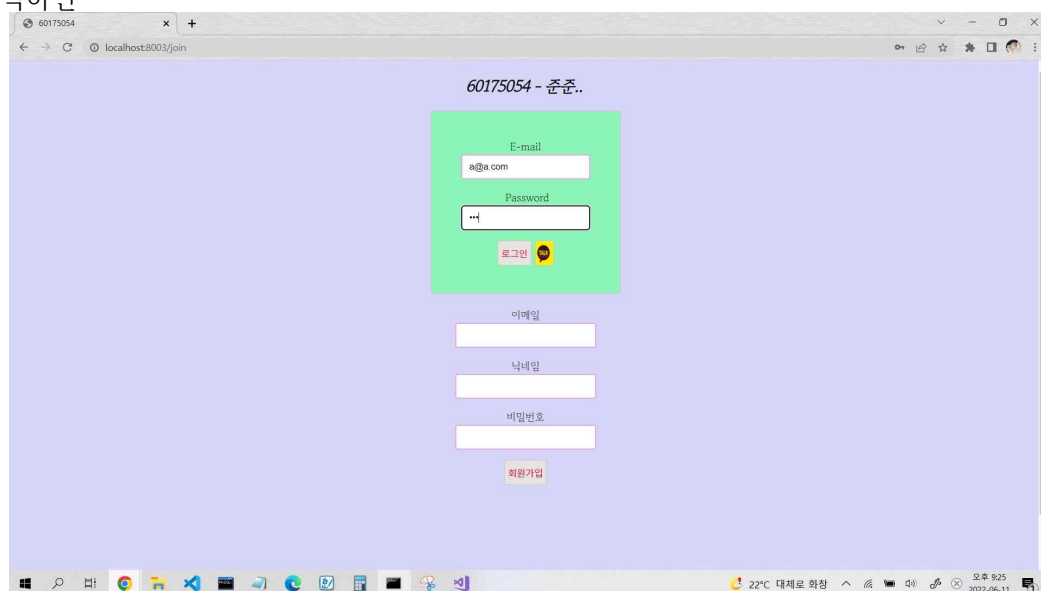 60175054
localhost:8003/join
60175054 - 준준..
E-mail
a@a.com
Password
•••
로그인 TALK
이메일
닉네임
비밀번호
회원가입
22°C 대체로 화창 오후 9:25
2022-06-11